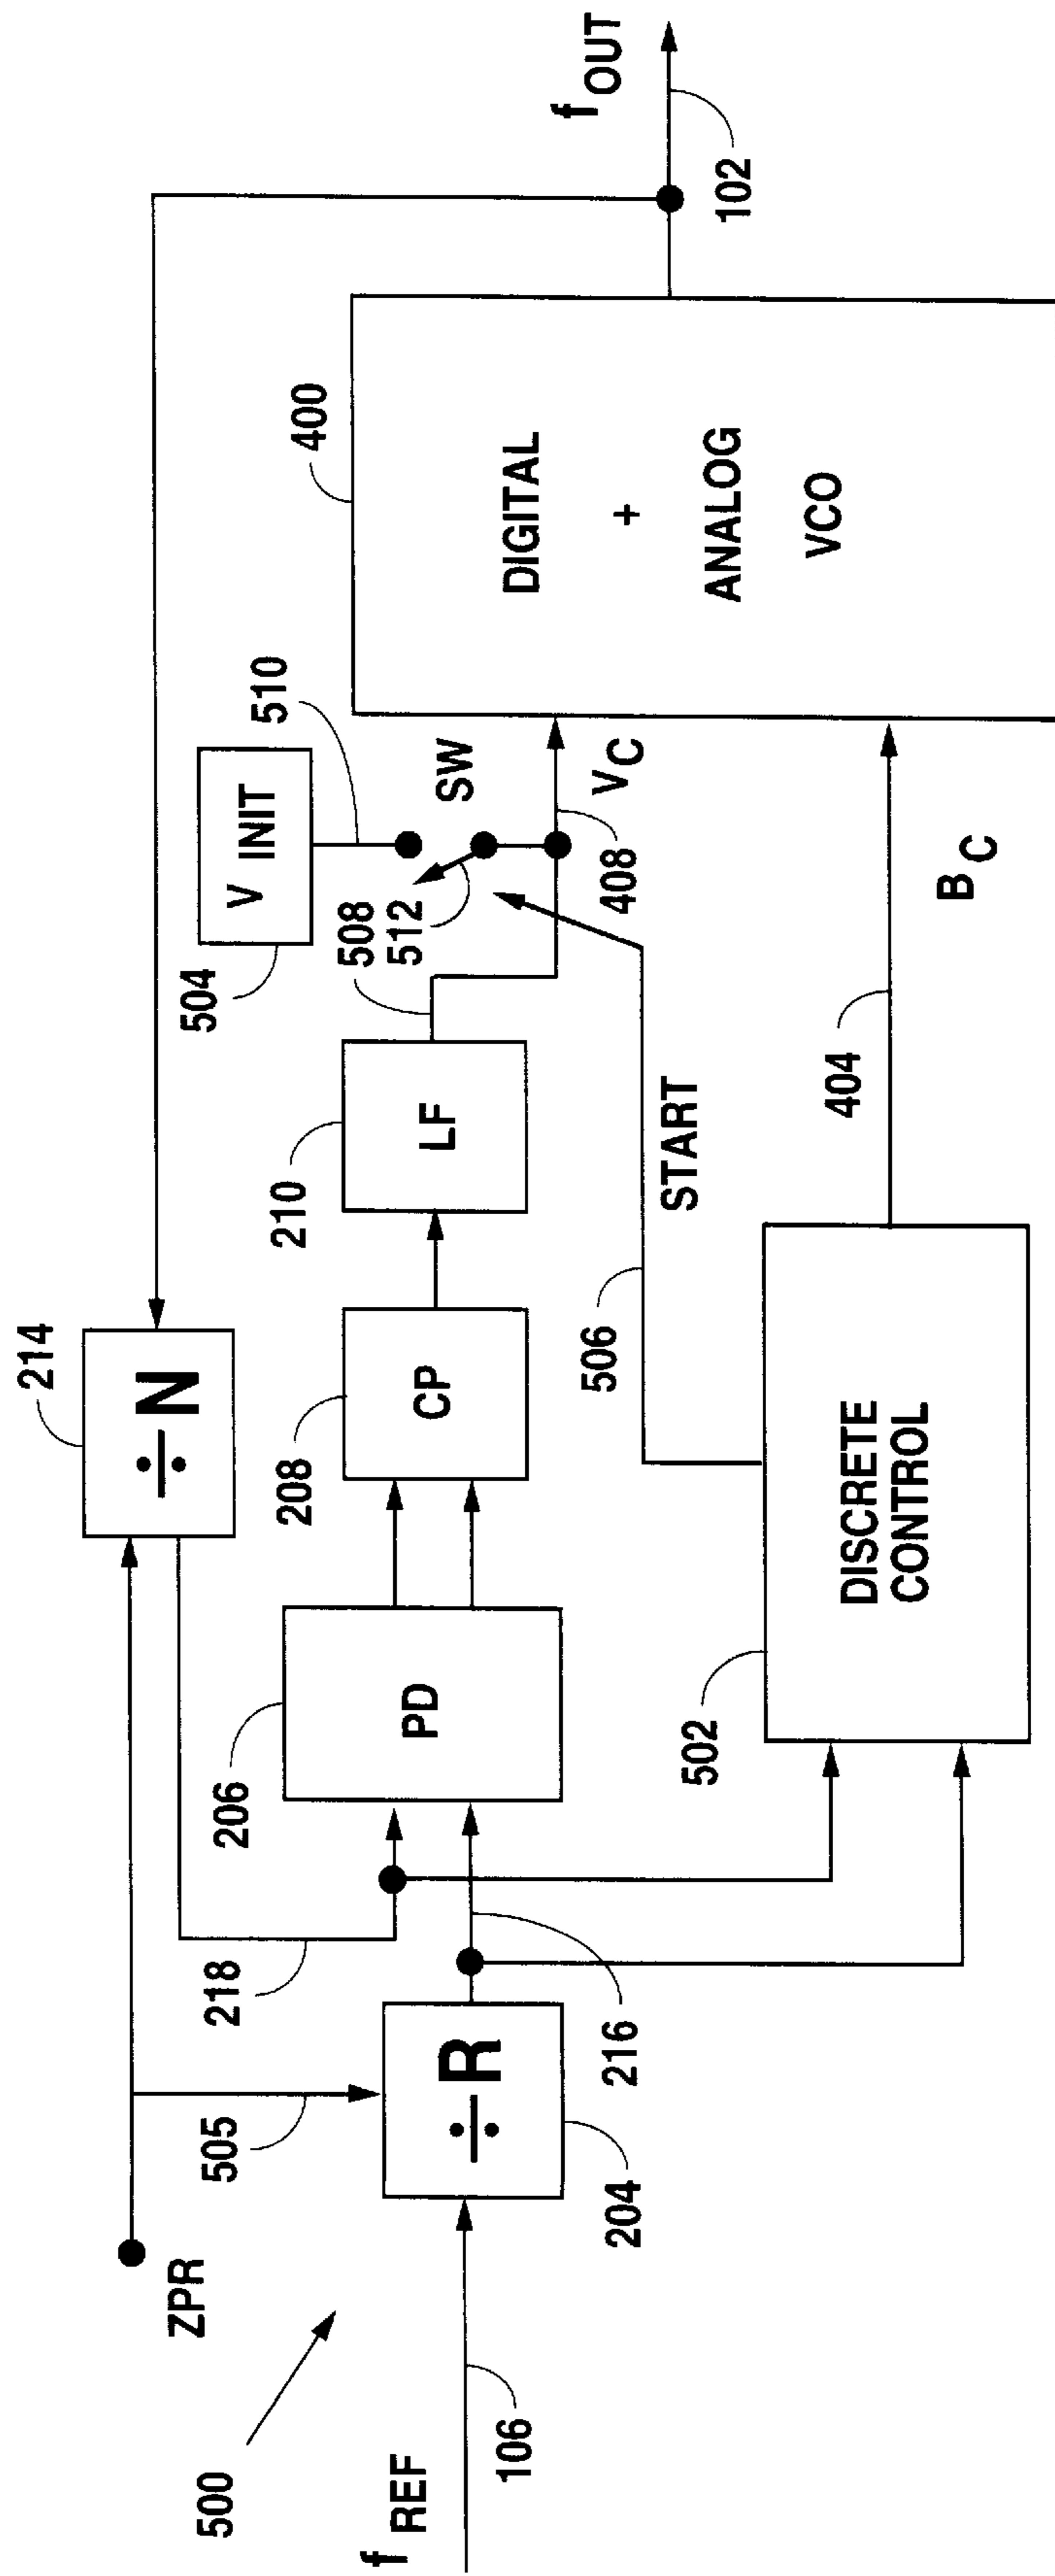 214
÷N
ZPR
505
218
206
PD
208
CP
210
LF
504
V INIT
510
508
512
SW
408
V C
400
DIGITAL
+
ANALOG
VCO
f OUT
102
500
f REF
106
÷R
204
216
502
DISCRETE
CONTROL
506
START
404
B C